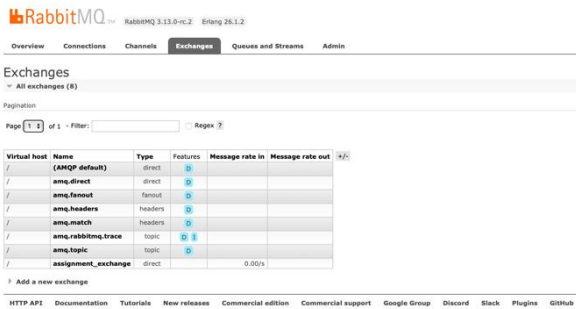 RabbitMQ TM RabbitMQ 3.13.0-rc.2 Erlang 26.1.2
Overview Connections Channels Exchanges Queues and Streams Admin
Exchanges
All exchanges (8)
Pagination
Page 1 of 1 - Filter: Regex ?
Virtual host Name Type Features Message rate in Message rate out +/-
/ (AMQP default) direct D
/ amq.direct direct D
/ amq.fanout fanout D
/ amq.headers headers D
/ amq.match headers D
/ amq.rabbitmq.trace topic D I
/ amq.topic topic D
/ assignment_exchange direct 0.00/s
Add a new exchange
HTTP API Documentation Tutorials New releases Commercial edition Commercial support Google Group Discord Slack Plugins GitHub